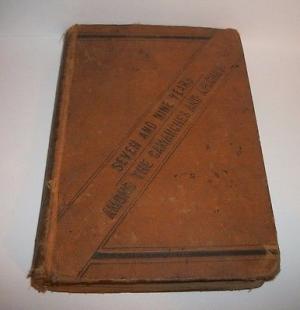 SEVEN AND NINE YEARS
AMONG THE CAMANCHES AND APACHES